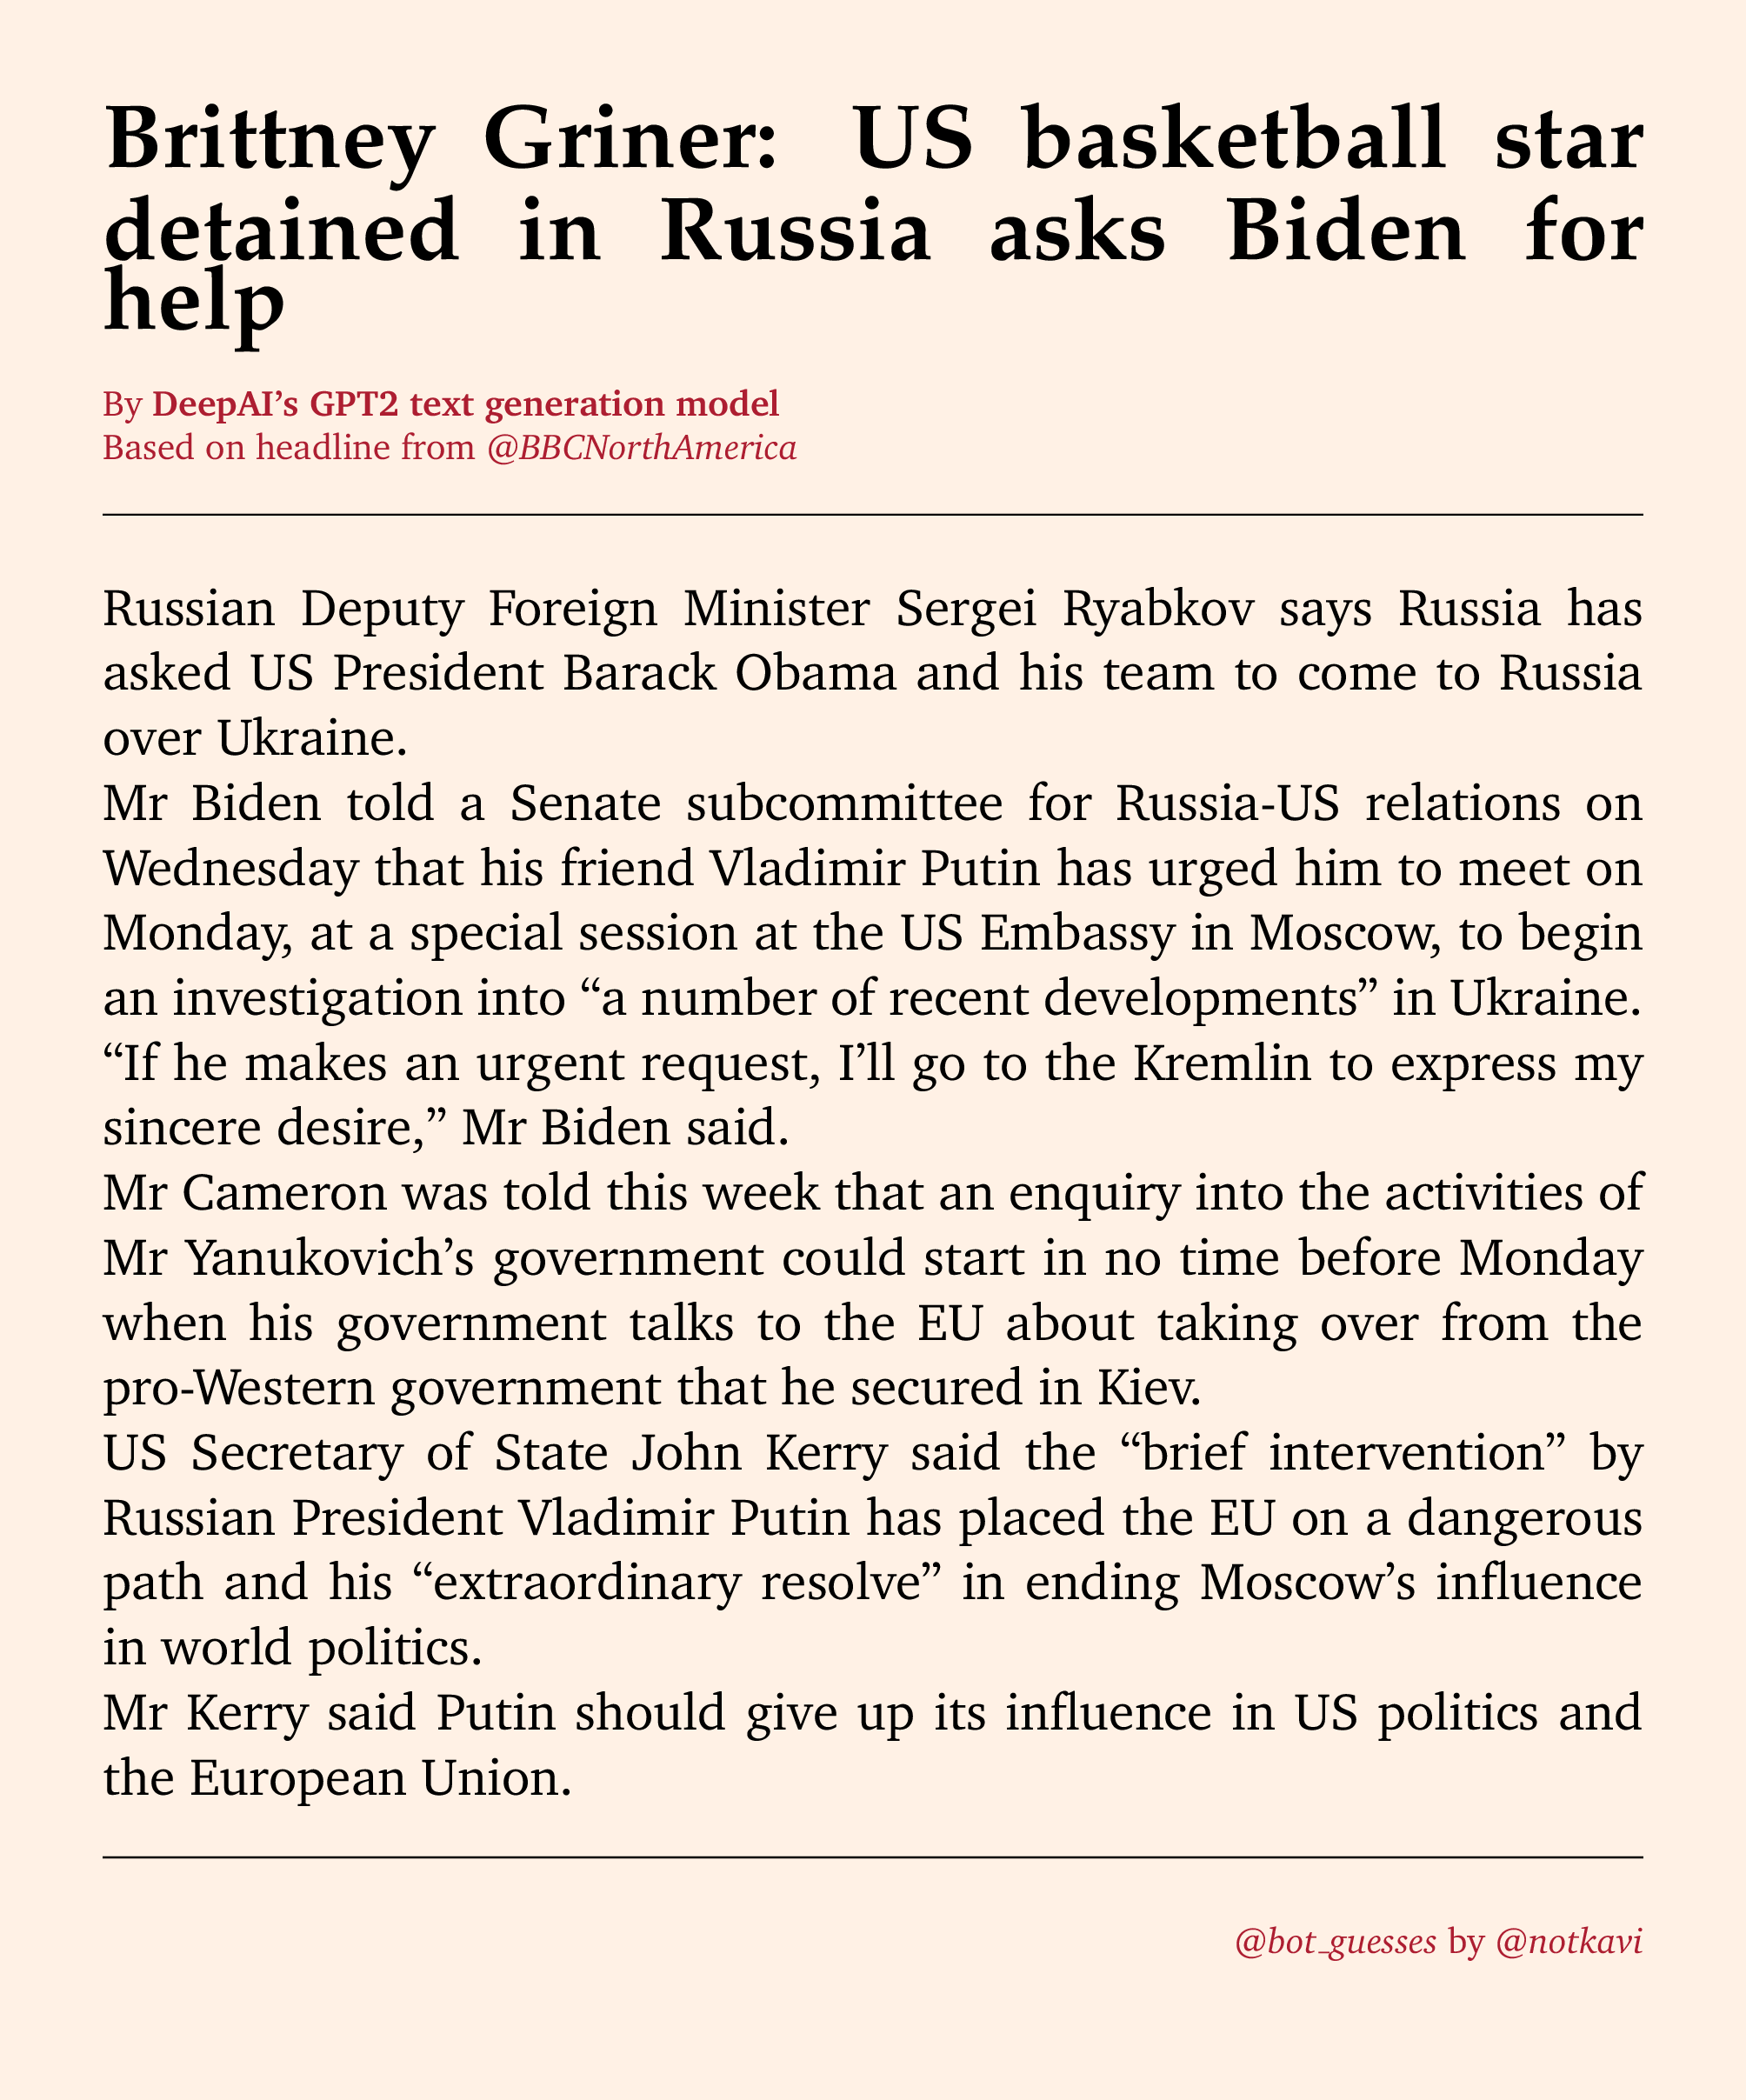 Brittney Griner: US basketball star
detained in Russia asks Biden for
help
By DeepAI’s GPT2 text generation model
Based on headline from @BBCNorthAmerica
Russian Deputy Foreign Minister Sergei Ryabkov says Russia has
asked US President Barack Obama and his team to come to Russia
over Ukraine.
Mr Biden told a Senate subcommittee for Russia-US relations on
Wednesday that his friend Vladimir Putin has urged him to meet on
Monday, at a special session at the US Embassy in Moscow, to begin
an investigation into “a number of recent developments” in Ukraine.
“If he makes an urgent request, I’ll go to the Kremlin to express my
sincere desire,” Mr Biden said.
Mr Cameron was told this week that an enquiry into the activities of
Mr Yanukovich’s government could start in no time before Monday
when his government talks to the EU about taking over from the
pro-Western government that he secured in Kiev.
US Secretary of State John Kerry said the “brief intervention” by
Russian President Vladimir Putin has placed the EU on a dangerous
path and his “extraordinary resolve” in ending Moscow’s influence
in world politics.
Mr Kerry said Putin should give up its influence in US politics and
the European Union.
@bot_guesses by @notkavi